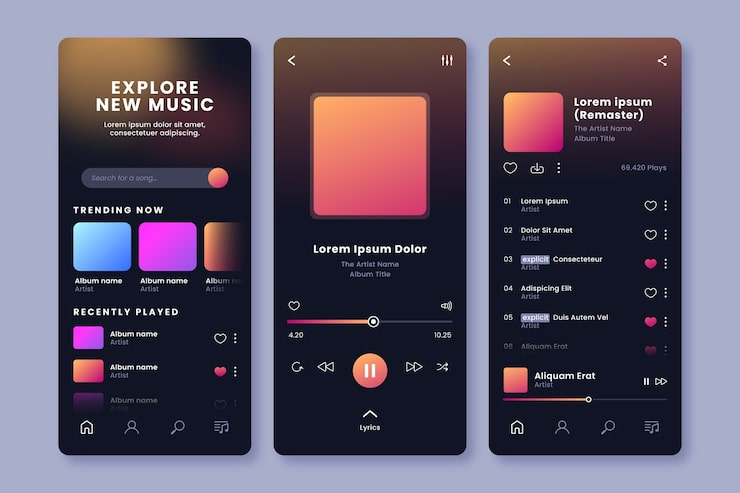 EXPLORE
NEW MUSIC
Lorem ipsum dolor sit amet,
consectetuer adipiscing.
Search for a song...
TRENDING NOW
Album name
Artist
Album name
Artist
Album na
Artist
RECENTLY PLAYED
Album name
Artist
Album name
Artist
Album name
Artist
Lorem Ipsum Dolor
The Artist Name
Album Title
4.20
10.25
Lyrics
Lorem ipsum
(Remaster)
The Artist Name
Album Title
69.420 Plays
01 Lorem Ipsum
Artist
02 Dolor Sit Amet
Artist
03 explicit Consecteteur
Artist
04 Adispicing Elit
Artist
05 explicit Duis Autem Vel
Artist
06 Aliquam Erat
Aliquam Erat
Artist